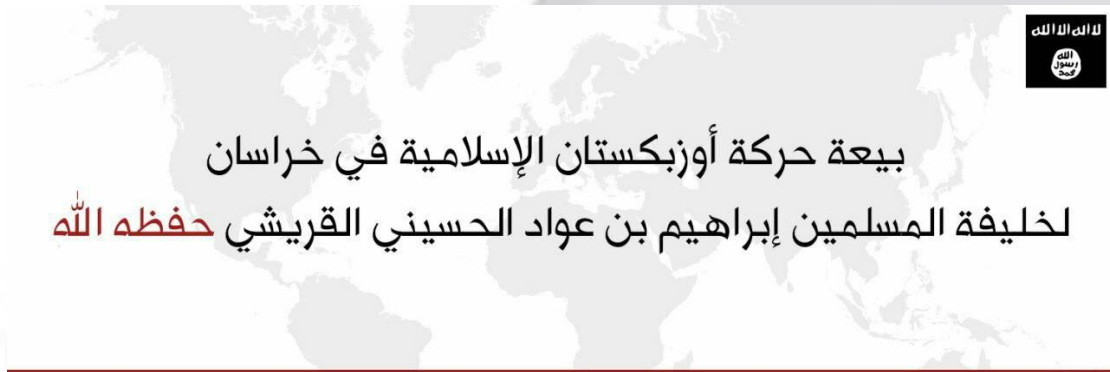 لا اله الا الله
الله
رسول
محمد
بيعة حركة أوزبكستان الإسلامية في خراسان
لخليفة المسلمين إبراهيم بن عواد الحسيني القريشي حفظه الله